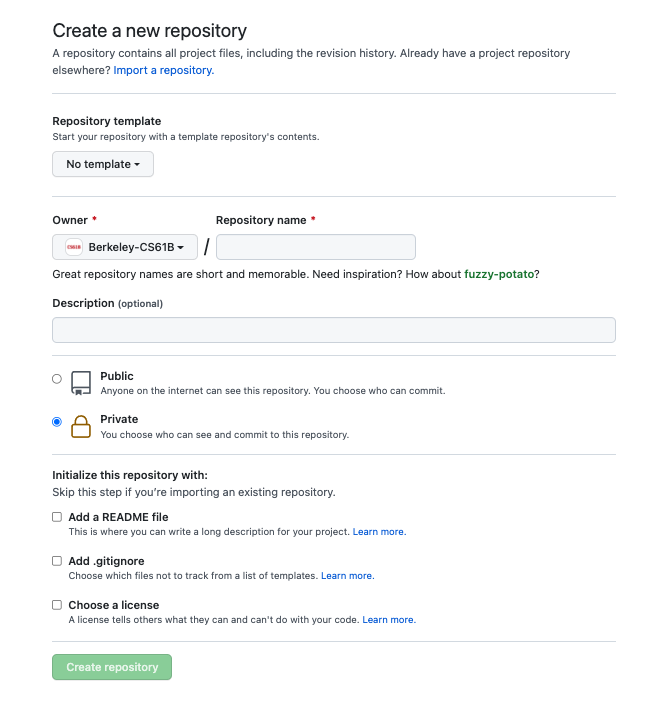 Create a new repository
A repository contains all project files, including the revision history. Already have a project repository
elsewhere? Import a repository.
Repository template
Start your repository with a template repository's contents.
No template
Owner *
Repository name *
CS61B
Berkeley-CS61B /
Great repository names are short and memorable. Need inspiration? How about fuzzy-potato?
Description (optional)
Public
Anyone on the internet can see this repository. You choose who can commit.
Private
You choose who can see and commit to this repository.
Initialize this repository with:
Skip this step if you’re importing an existing repository.
Add a README file
This is where you can write a long description for your project. Learn more.
Add .gitignore
Choose which files not to track from a list of templates. Learn more.
Choose a license
A license tells others what they can and can't do with your code. Learn more.
Create repository